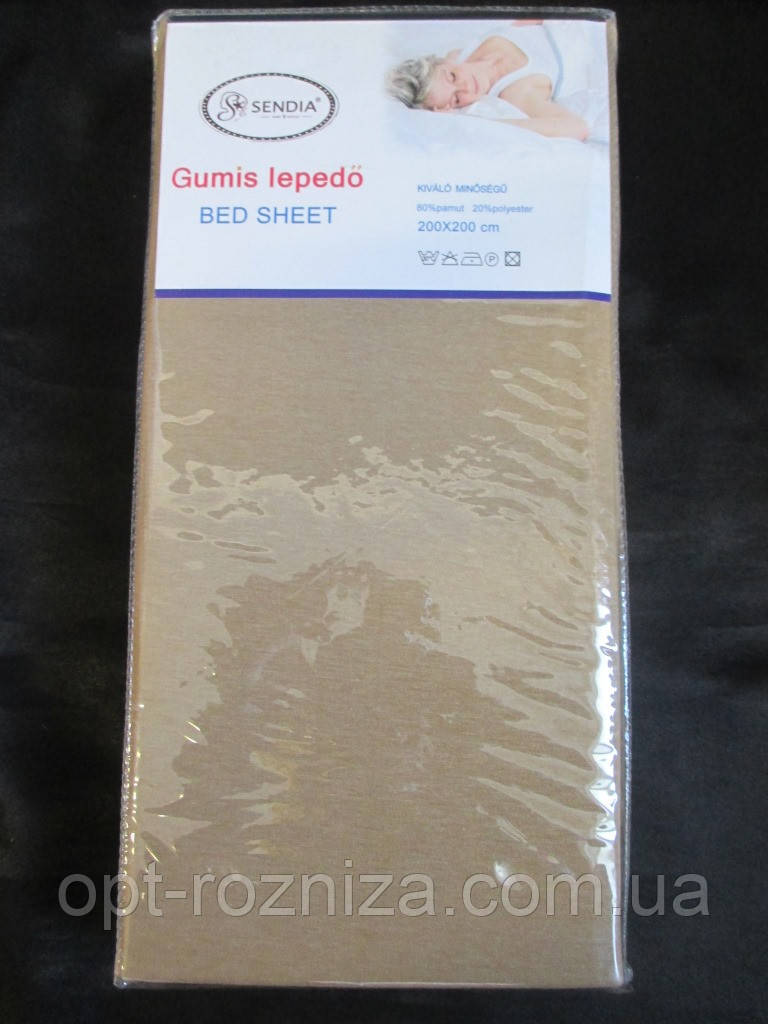 SENDIA®
Gumis lepedő
BED SHEET
KIVÁLÓ MINŐSÉGŰ
80%pamut 20%polyester
200X200 cm
P
opt-rozniza.com.ua